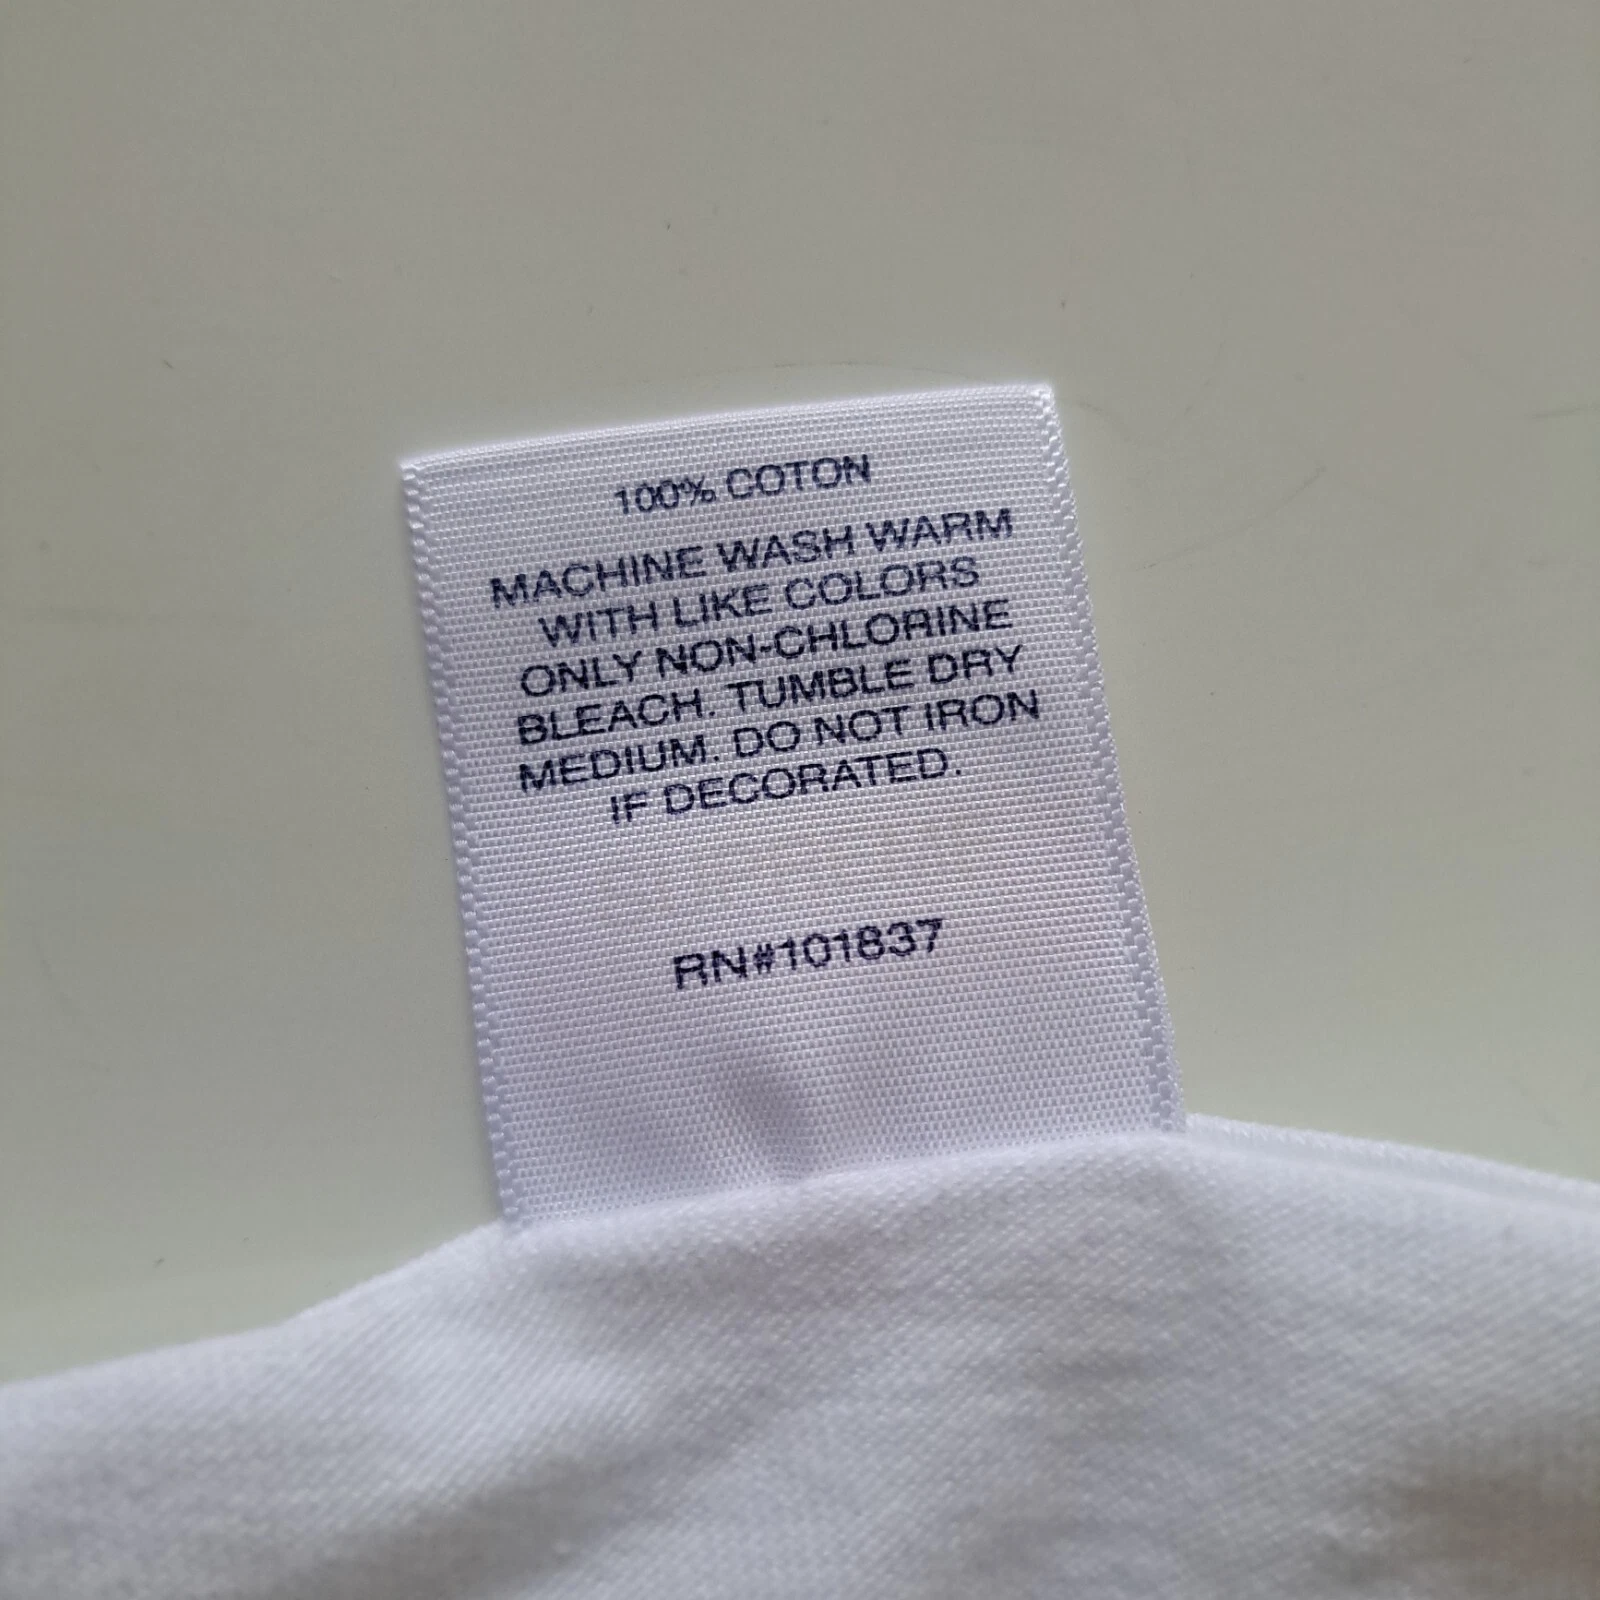 100% COTON
MACHINE WASH WARM
WITH LIKE COLORS
ONLY NON-CHLORINE
BLEACH. TUMBLE DRY
MEDIUM. DO NOT IRON
IF DECORATED.
RN#101837